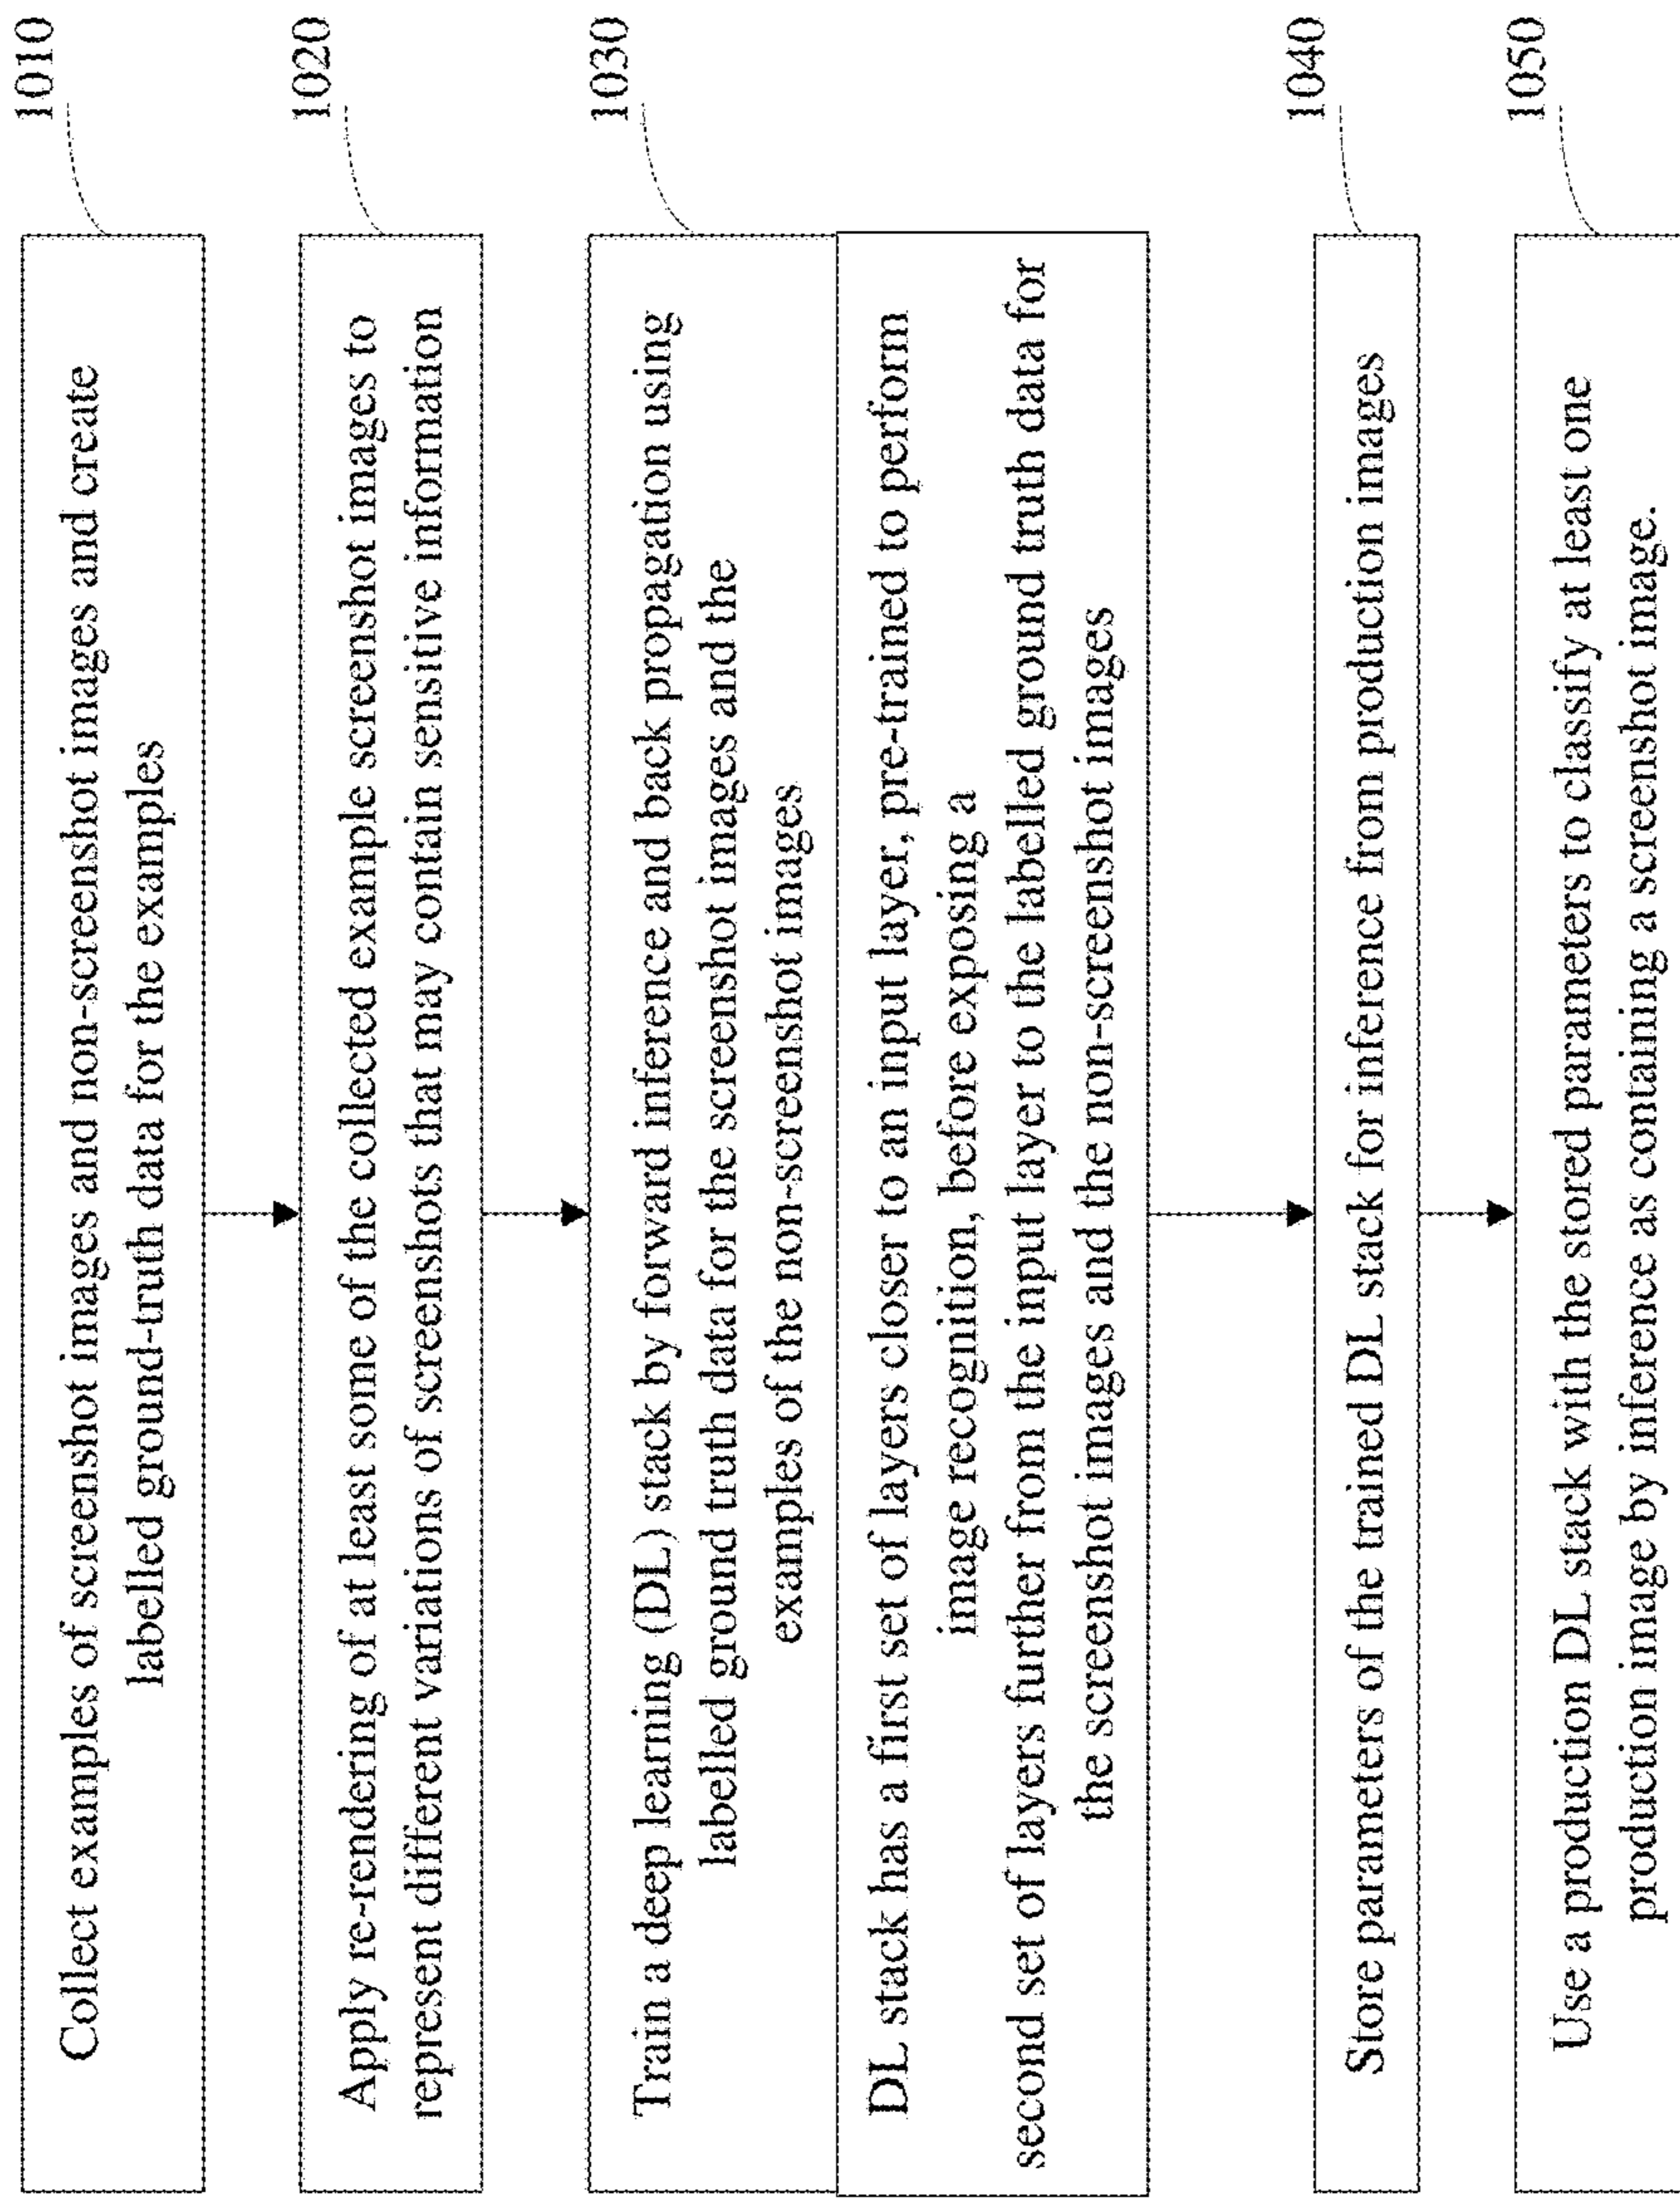 1010
Collect examples of screenshot images and non-screenshot images and create
labelled ground-truth data for the examples
1020
Apply re-rendering of at least some of the collected example screenshot images to
represent different variations of screenshots that may contain sensitive information
1030
Train a deep learning (DL) stack by forward inference and back propagation using
labelled ground truth data for the screenshot images and the
examples of the non-screenshot images
DL stack has a first set of layers closer to an input layer, pre-trained to perform
image recognition, before exposing a
second set of layers further from the input layer to the labelled ground truth data for
the screenshot images and the non-screenshot images
1040
Store parameters of the trained DL stack for inference from production images
1050
Use a production DL stack with the stored parameters to classify at least one
production image by inference as containing a screenshot image.